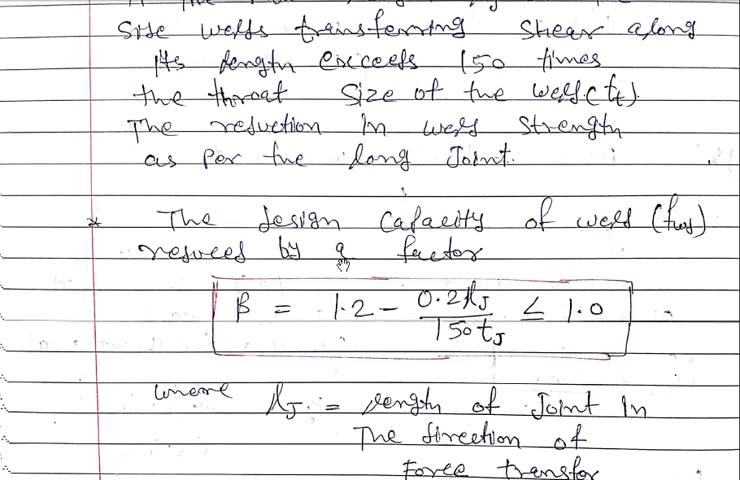 size welds transferring shear along
its length exceeds 150 times
the throat size of the weld (tt).
The reduction in weld strength
as per the long Joint.
* The design capacity of weld (fwd)
reduced by a factor
β = 1.2 - 0.2lJ / 150tJ ≤ 1.0
where lJ = length of Joint in
The direction of
Force transfer